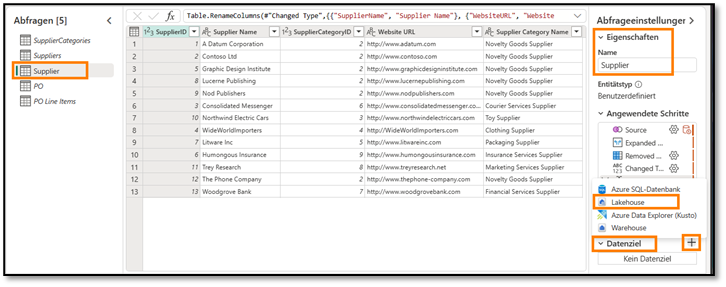 Abfragen [5]
SupplierCategories
Suppliers
Supplier
PO
PO Line Items
Table.RenameColumns(#"Changed Type",{{"SupplierName", "Supplier Name"}, {"WebsiteURL", "Website
SupplierID Supplier Name SupplierCategoryID Website URL Supplier Category Name
1 1 A Datum Corporation 2 http://www.adatum.com Novelty Goods Supplier
2 2 Contoso Ltd 2 http://www.contoso.com Novelty Goods Supplier
3 5 Graphic Design Institute 2 http://www.graphicdesigninstitute.com Novelty Goods Supplier
4 8 Lucerne Publishing 2 http://www.lucernepublishing.com Novelty Goods Supplier
5 9 Nod Publishers 2 http://www.nodpublishers.com Novelty Goods Supplier
6 3 Consolidated Messenger 6 http://www.consolidatedmessenger.c... Courier Services Supplier
7 10 Northwind Electric Cars 3 http://www.northwindelectriccars.com Toy Supplier
8 4 WideWorldImporters 4 http://WideWorldImporters.com Clothing Supplier
9 7 Litware Inc 5 http://www.litwareinc.com Packaging Supplier
10 6 Humongous Insurance 9 http://www.humongousinsurance.com Insurance Services Supplier
11 11 Trey Research 8 http://www.treyresearch.net Marketing Services Supplier
12 12 The Phone Company 2 http://www.thephone-company.com Novelty Goods Supplier
13 13 Woodgrove Bank 7 http://www.woodgrovebank.com Financial Services Supplier
Abfrageeinstellungen
Eigenschaften
Name
Supplier
Entitätstyp
Benutzerdefiniert
Angewendete Schritte
Source
Expanded ...
Removed ...
Changed T...
Azure SQL-Datenbank
Lakehouse
Azure Data Explorer (Kusto)
Warehouse
Datenziel
Kein Datenziel